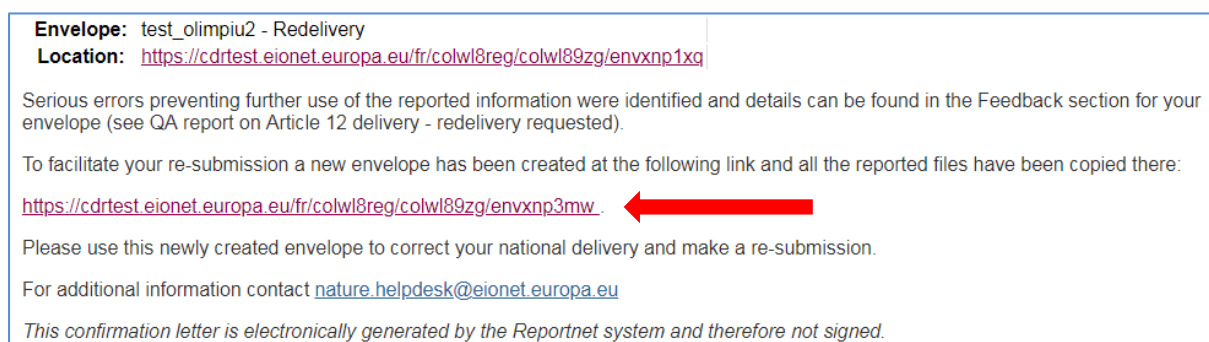 Envelope: test_olimpiu2 - Redelivery
Location: https://cdrtest.eionet.europa.eu/fr/colwl8reg/colwl89zg/envxnp1xq
Serious errors preventing further use of the reported information were identified and details can be found in the Feedback section for your
envelope (see QA report on Article 12 delivery - redelivery requested).
To facilitate your re-submission a new envelope has been created at the following link and all the reported files have been copied there:
https://cdrtest.eionet.europa.eu/fr/colwl8reg/colwl89zg/envxnp3mw .
Please use this newly created envelope to correct your national delivery and make a re-submission.
For additional information contact nature.helpdesk@eionet.europa.eu
This confirmation letter is electronically generated by the Reportnet system and therefore not signed.